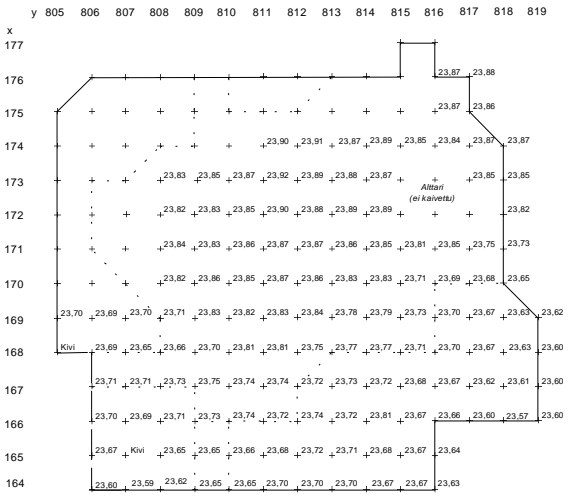 y 805 806 807 808 809 810 811 812 813 814 815 816 817 818 819
x
177
176 23,87 23,88
175 23,87 23,86
174 23,90 23,91 23,87 23,89 23,85 23,84 23,87 23,87
173 23,83 23,85 23,87 23,92 23,89 23,88 23,87 23,85 23,85
Alttari
(ei kaivettu)
172 23,82 23,83 23,85 23,90 23,88 23,89 23,89 23,82
171 23,84 23,83 23,86 23,87 23,87 23,86 23,85 23,81 23,85 23,75 23,73
170 23,82 23,86 23,85 23,87 23,86 23,83 23,83 23,71 23,69 23,68 23,65
169 23,70 23,69 23,70 23,71 23,83 23,82 23,83 23,84 23,78 23,79 23,73 23,70 23,67 23,63 23,62
168 Kivi 23,69 23,65 23,66 23,70 23,81 23,81 23,75 23,77 23,77 23,71 23,70 23,67 23,63 23,60
167 23,71 23,71 23,73 23,75 23,74 23,74 23,72 23,73 23,72 23,68 23,67 23,62 23,61 23,60
166 23,70 23,69 23,71 23,73 23,74 23,72 23,74 23,72 23,81 23,67 23,66 23,60 23,57 23,60
165 23,67 Kivi 23,65 23,65 23,66 23,68 23,72 23,71 23,68 23,67 23,64
164 23,60 23,59 23,62 23,65 23,65 23,70 23,70 23,70 23,67 23,67 23,63